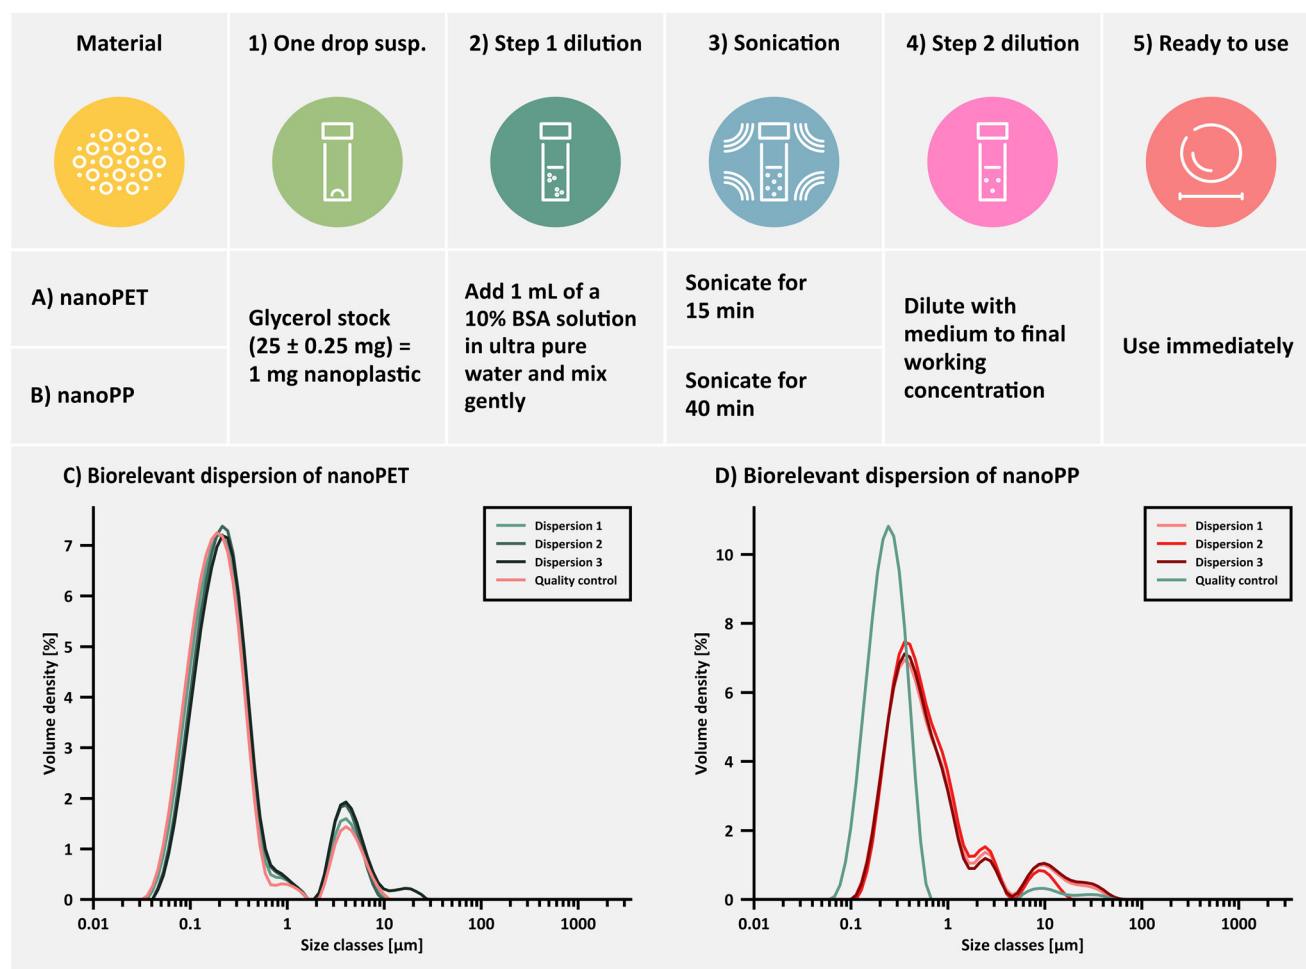 Material
1) One drop susp.
2) Step 1 dilution
3) Sonication
4) Step 2 dilution
5) Ready to use
A) nanoPET
B) nanoPP
Glycerol stock
(25 ± 0.25 mg) =
1 mg nanoplastic
Add 1 mL of a
10% BSA solution
in ultra pure
water and mix
gently
Sonicate for
15 min
Sonicate for
40 min
Dilute with
medium to final
working
concentration
Use immediately
C) Biorelevant dispersion of nanoPET
Dispersion 1
Dispersion 2
Dispersion 3
Quality control
Volume density [%]
7
6
5
4
3
2
1
0
0.01 0.1 1 10 100 1000
Size classes [µm]
D) Biorelevant dispersion of nanoPP
Dispersion 1
Dispersion 2
Dispersion 3
Quality control
Volume density [%]
10
8
6
4
2
0
0.01 0.1 1 10 100 1000
Size classes [µm]